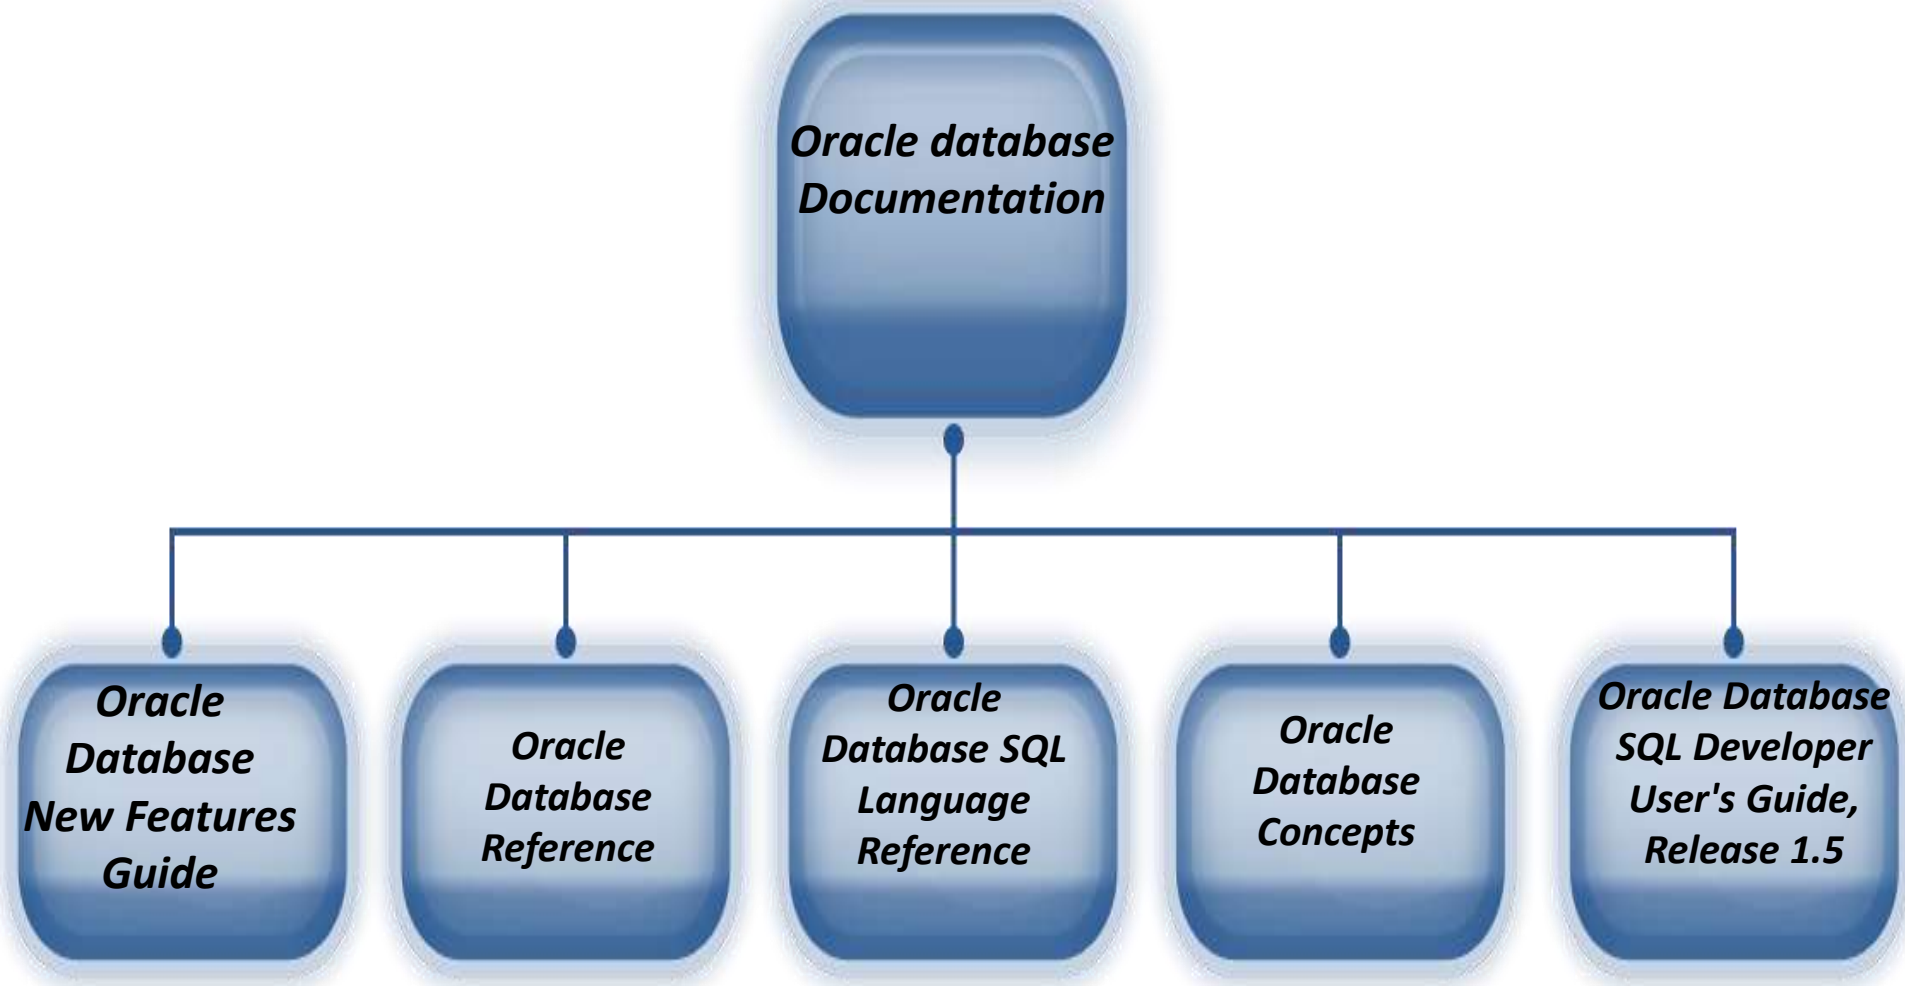 Oracle database
Documentation
Oracle
Database
New Features
Guide
Oracle
Database
Reference
Oracle
Database SQL
Language
Reference
Oracle
Database
Concepts
Oracle Database
SQL Developer
User's Guide,
Release 1.5